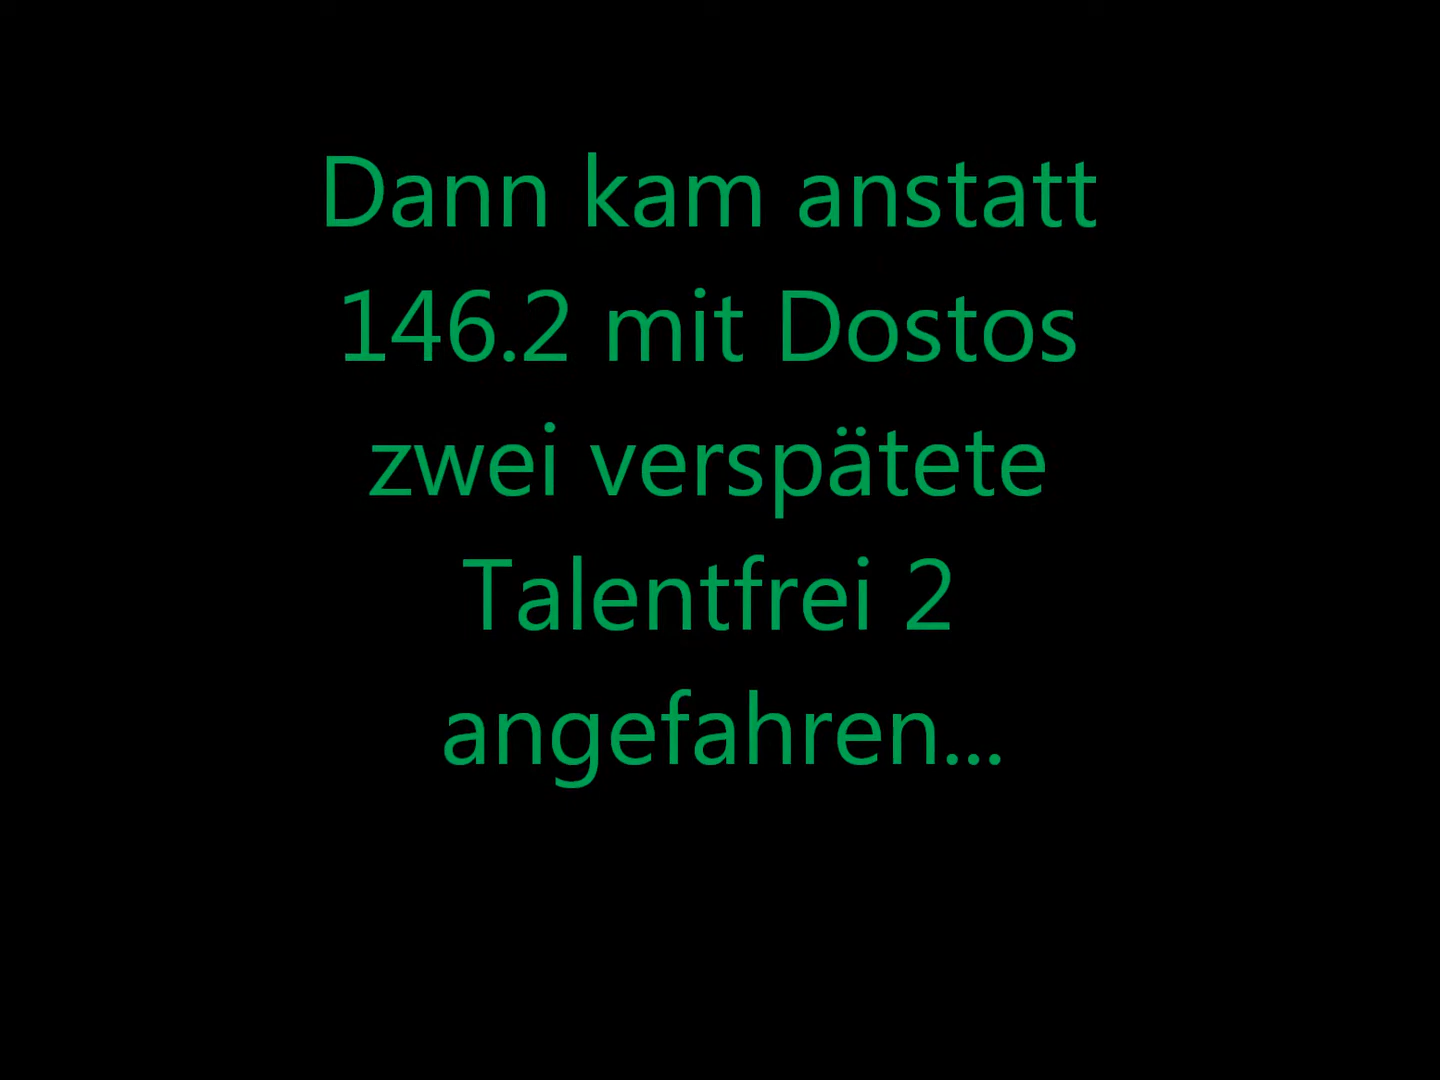 Dann kam anstatt
146.2 mit Dostos
zwei verspätete
Talentfrei 2
angefahren...